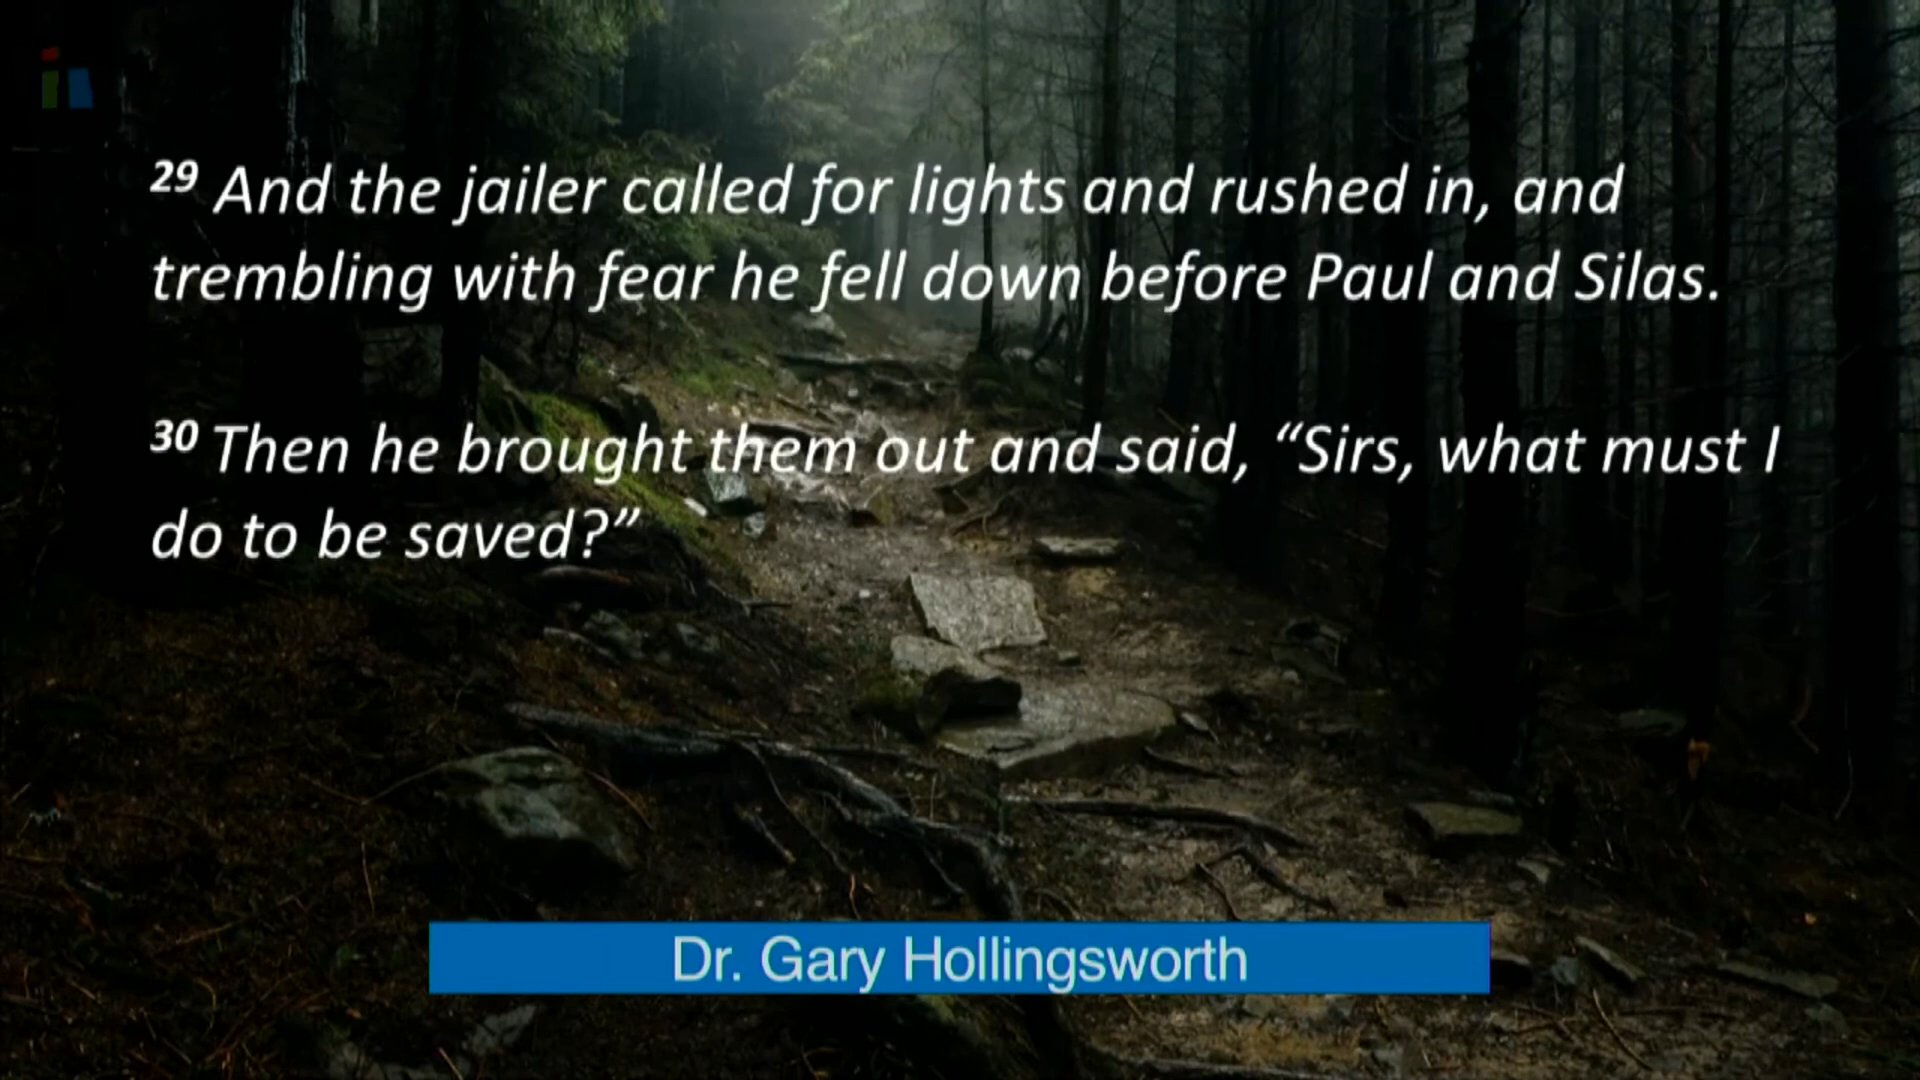 29 And the jailer called for lights and rushed in, and
trembling with fear he fell down before Paul and Silas.
30 Then he brought them out and said, “Sirs, what must I
do to be saved?”
Dr. Gary Hollingsworth